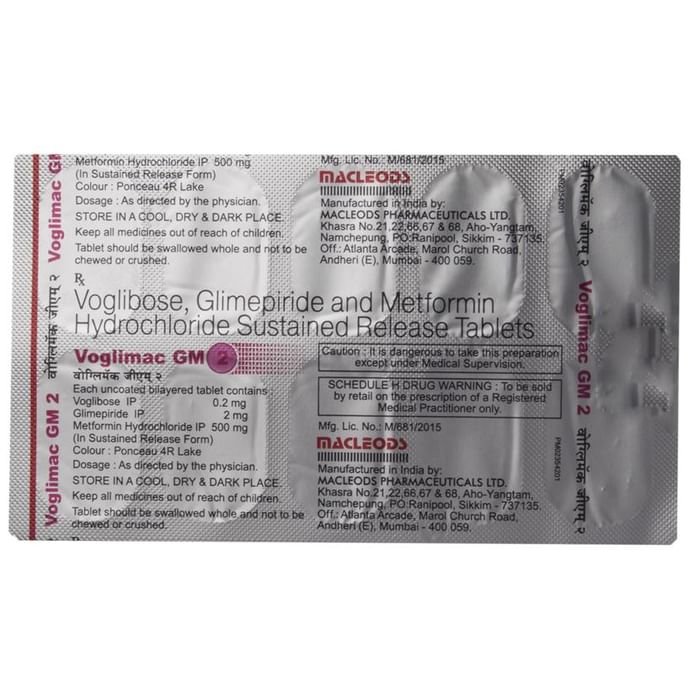 Metformin Hydrochloride IP 500 mg
(In Sustained Release Form)
Colour : Ponceau 4R Lake
Dosage : As directed by the physician.
STORE IN A COOL, DRY & DARK PLACE.
Keep all medicines out of reach of children.
Tablet should be swallowed whole and not to be
chewed or crushed.
Mfg. Lic. No.: M/681/2015
MACLEODS
Manufactured in India by:
MACLEODS PHARMACEUTICALS LTD.
Khasra No.21,22,66,67 & 68, Aho-Yangtam,
Namchepung, PO:Ranipool, Sikkim - 737135.
Off.: Atlanta Arcade, Marol Church Road,
Andheri (E), Mumbai - 400 059.
Rx
Voglibose, Glimepiride and Metformin
Hydrochloride Sustained Release Tablets
Voglimac GM 2
वोग्लिमॅक जीएम् २
Each uncoated bilayered tablet contains :
Voglibose IP 0.2 mg
Glimepiride IP 2 mg
Metformin Hydrochloride IP 500 mg
(In Sustained Release Form)
Colour : Ponceau 4R Lake
Dosage : As directed by the physician.
STORE IN A COOL, DRY & DARK PLACE.
Keep all medicines out of reach of children.
Tablet should be swallowed whole and not to be
chewed or crushed.
Caution : It is dangerous to take this preparation
except under Medical Supervision.
SCHEDULE H DRUG WARNING : To be sold
by retail on the prescription of a Registered
Medical Practitioner only.
Mfg. Lic. No.: M/681/2015
MACLEODS
Manufactured in India by:
MACLEODS PHARMACEUTICALS LTD.
Khasra No.21,22,66,67 & 68, Aho-Yangtam,
Namchepung, PO:Ranipool, Sikkim - 737135.
Off.: Atlanta Arcade, Marol Church Road,
Andheri (E), Mumbai - 400 059.
Voglimac GM 2 वोग्लिमॅक जीएम् २ Voglimac GM
वोग्लिमॅक जीएम् २ Voglimac GM 2 वोग्लिमॅक जीएम् २
PM02354201
PM02354201